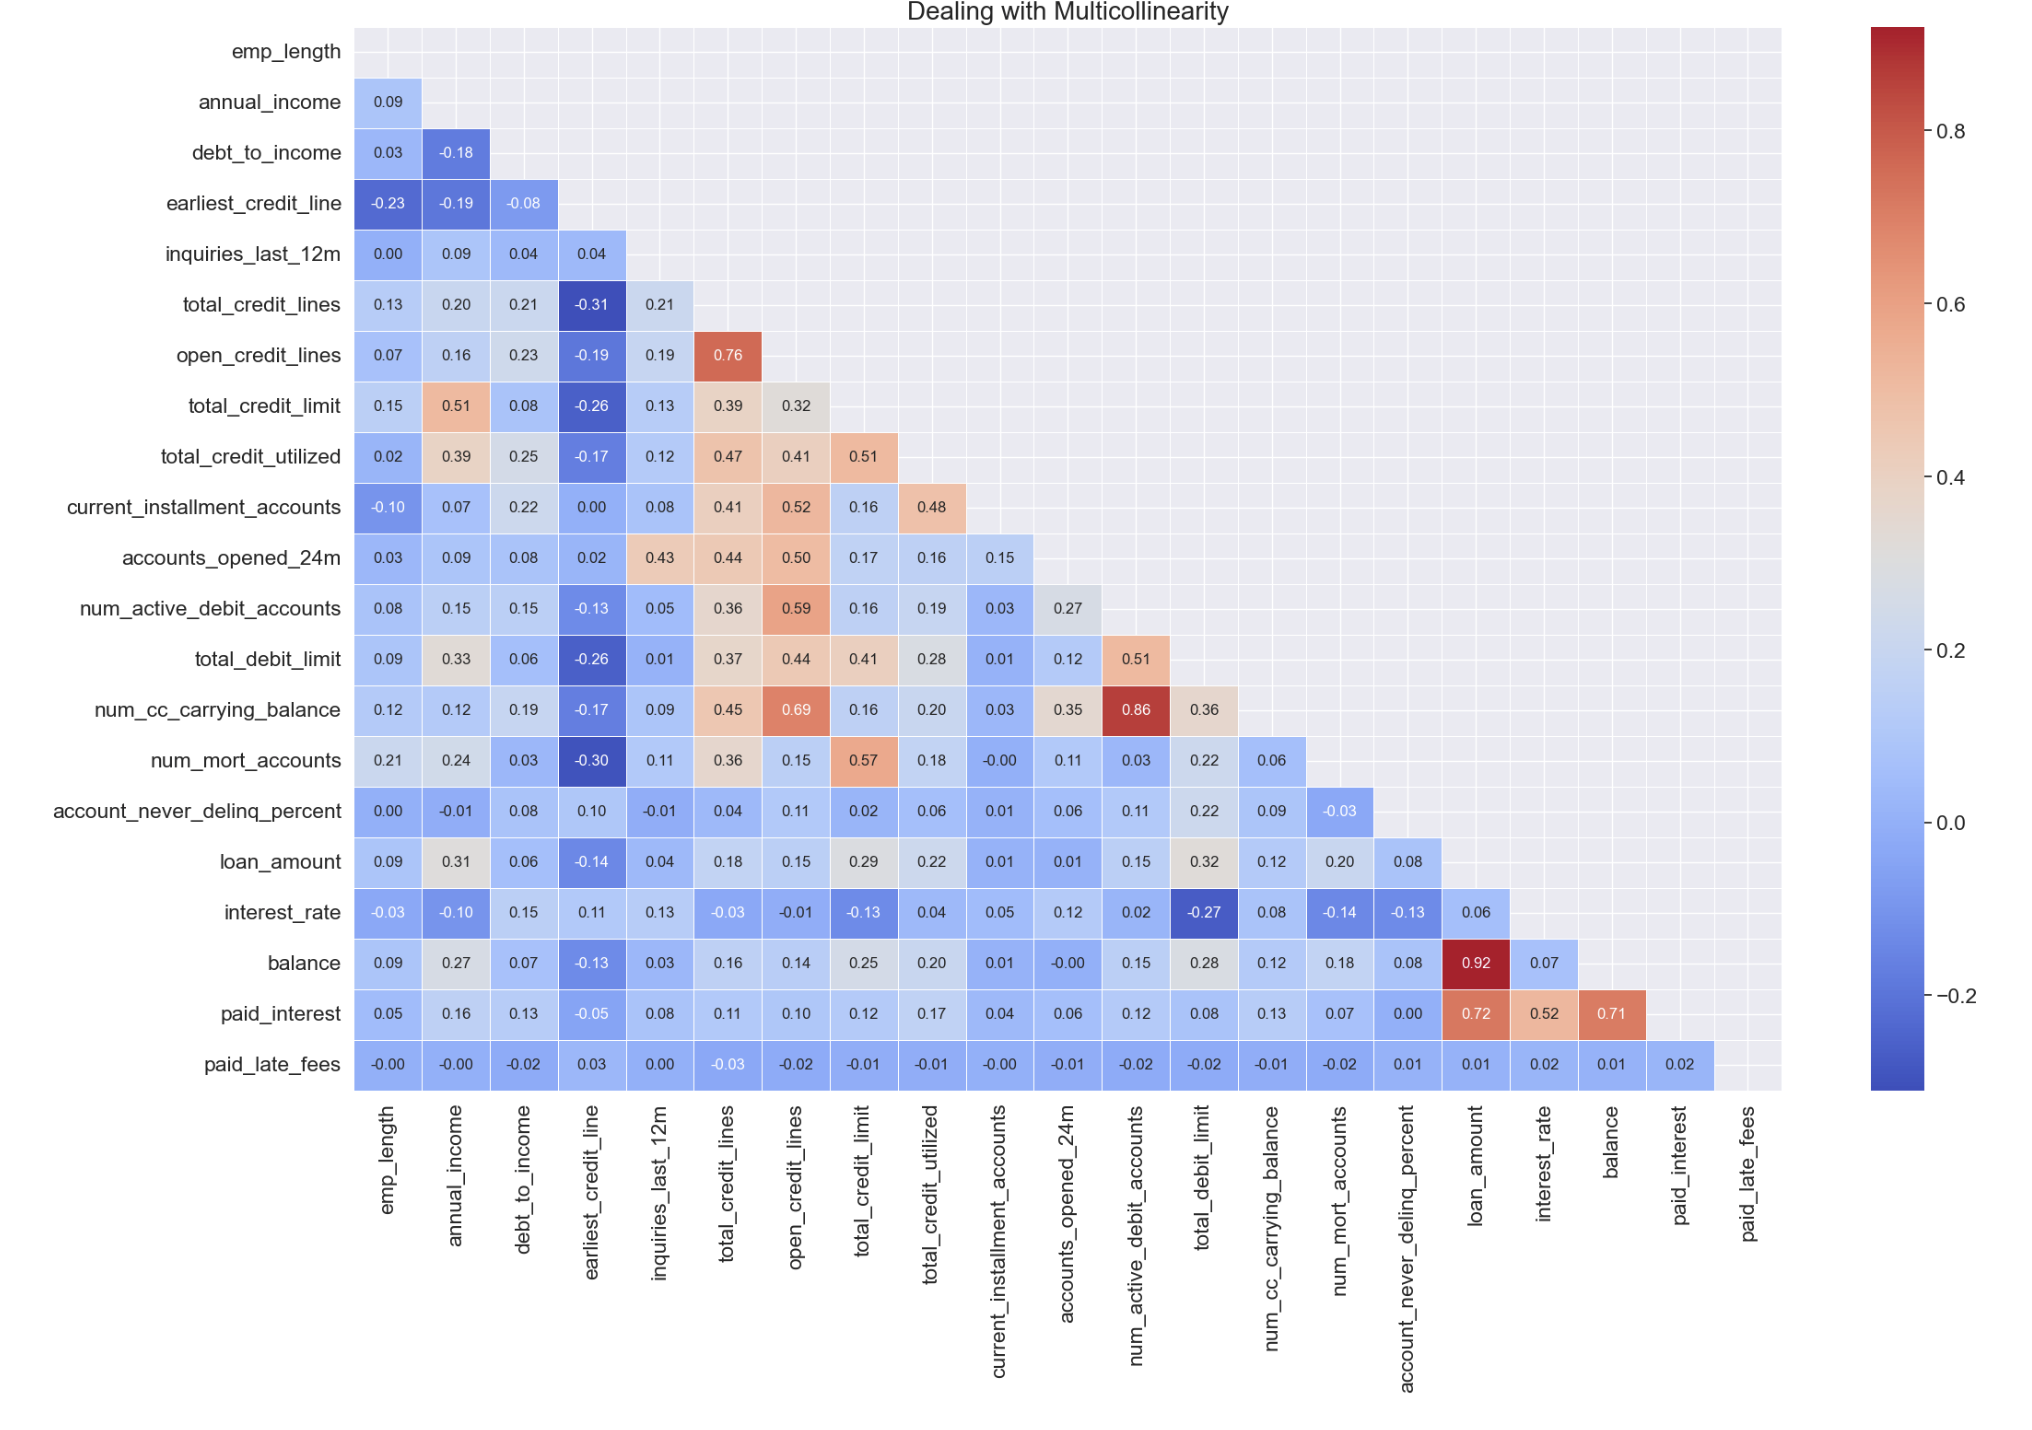 Dealing with Multicollinearity
emp_length
annual_income 0.09
debt_to_income 0.03 -0.18
earliest_credit_line -0.23 -0.19 -0.08
inquiries_last_12m 0.00 0.09 0.04 0.04
total_credit_lines 0.13 0.20 0.21 -0.31 0.21
open_credit_lines 0.07 0.16 0.23 -0.19 0.19 0.76
total_credit_limit 0.15 0.51 0.08 -0.26 0.13 0.39 0.32
total_credit_utilized 0.02 0.39 0.25 -0.17 0.12 0.47 0.41 0.51
current_installment_accounts -0.10 0.07 0.22 0.00 0.08 0.41 0.52 0.16 0.48
accounts_opened_24m 0.03 0.09 0.08 0.02 0.43 0.44 0.50 0.17 0.16 0.15
num_active_debit_accounts 0.08 0.15 0.15 -0.13 0.05 0.36 0.59 0.16 0.19 0.03 0.27
total_debit_limit 0.09 0.33 0.06 -0.26 0.01 0.37 0.44 0.41 0.28 0.01 0.12 0.51
num_cc_carrying_balance 0.12 0.12 0.19 -0.17 0.09 0.45 0.69 0.16 0.20 0.03 0.35 0.86 0.36
num_mort_accounts 0.21 0.24 0.03 -0.30 0.11 0.36 0.15 0.57 0.18 -0.00 0.11 0.03 0.22 0.06
account_never_delinq_percent 0.00 -0.01 0.08 0.10 -0.01 0.04 0.11 0.02 0.06 0.01 0.06 0.11 0.22 0.09 -0.03
loan_amount 0.09 0.31 0.06 -0.14 0.04 0.18 0.15 0.29 0.22 0.01 0.01 0.15 0.32 0.12 0.20 0.08
interest_rate -0.03 -0.10 0.15 0.11 0.13 -0.03 -0.01 -0.13 0.04 0.05 0.12 0.02 -0.27 0.08 -0.14 -0.13 0.06
balance 0.09 0.27 0.07 -0.13 0.03 0.16 0.14 0.25 0.20 0.01 -0.00 0.15 0.28 0.12 0.18 0.08 0.92 0.07
paid_interest 0.05 0.16 0.13 -0.05 0.08 0.11 0.10 0.12 0.17 0.04 0.06 0.12 0.08 0.13 0.07 0.00 0.72 0.52 0.71
paid_late_fees -0.00 -0.00 -0.02 0.03 0.00 -0.03 -0.02 -0.01 -0.01 -0.00 -0.01 -0.02 -0.02 -0.01 -0.02 0.01 0.01 0.02 0.01 0.02
emp_length
annual_income
debt_to_income
earliest_credit_line
inquiries_last_12m
total_credit_lines
open_credit_lines
total_credit_limit
total_credit_utilized
current_installment_accounts
accounts_opened_24m
num_active_debit_accounts
total_debit_limit
num_cc_carrying_balance
num_mort_accounts
account_never_delinq_percent
loan_amount
interest_rate
balance
paid_interest
paid_late_fees
0.8
0.6
0.4
0.2
0.0
−0.2